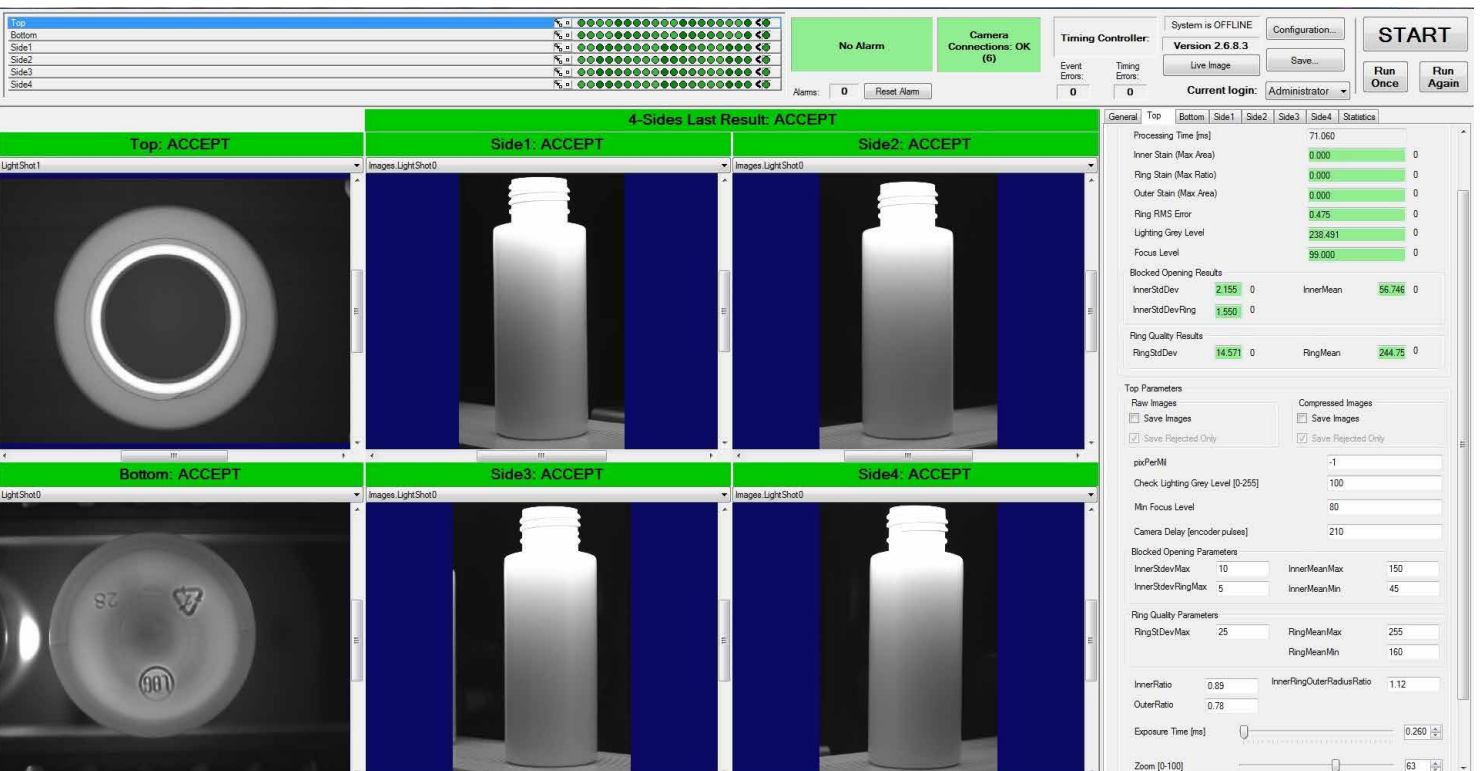 Top
Bottom
Side1
Side2
Side3
Side4
No Alarm
Camera
Connections: OK
(6)
Alarms: 0 Reset Alarm
Timing Controller:
Event
Errors:
Timing
Errors:
0 0
System is OFFLINE
Version 2.6.8.3
Live Image
Configuration...
Save...
Current login: Administrator
START
Run
Once
Run
Again
4-Sides Last Result: ACCEPT
Top: ACCEPT Side1: ACCEPT Side2: ACCEPT
LightShot1 Images.LightShot0 Images.LightShot0
Bottom: ACCEPT Side3: ACCEPT Side4: ACCEPT
LightShot0 Images.LightShot0 Images.LightShot0
28
General Top Bottom Side1 Side2 Side3 Side4 Statistics
Processing Time [ms] 71.060
Inner Stain (Max Area) 0.000 0
Ring Stain (Max Ratio) 0.000 0
Outer Stain (Max Area) 0.000 0
Ring RMS Error 0.475 0
Lighting Grey Level 238.491 0
Focus Level 99.000 0
Blocked Opening Results
InnerStdDev 2.155 0 InnerMean 56.746 0
InnerStdDevRing 1.550 0
Ring Quality Results
RingStdDev 14.571 0 RingMean 244.75 0
Top Parameters
Raw Images Compressed Images
Save Images Save Images
Save Rejected Only Save Rejected Only
pixPerMil -1
Check Lighting Grey Level [0-255] 100
Min Focus Level 80
Camera Delay [encoder pulses] 210
Blocked Opening Parameters
InnerStdevMax 10 InnerMeanMax 150
InnerStdevRingMax 5 InnerMeanMin 45
Ring Quality Parameters
RingStDevMax 25 RingMeanMax 255
RingMeanMin 160
InnerRatio 0.89 InnerRingOuterRadiusRatio 1.12
OuterRatio 0.78
Exposure Time [ms] 0.260
Zoom [0-100] 63